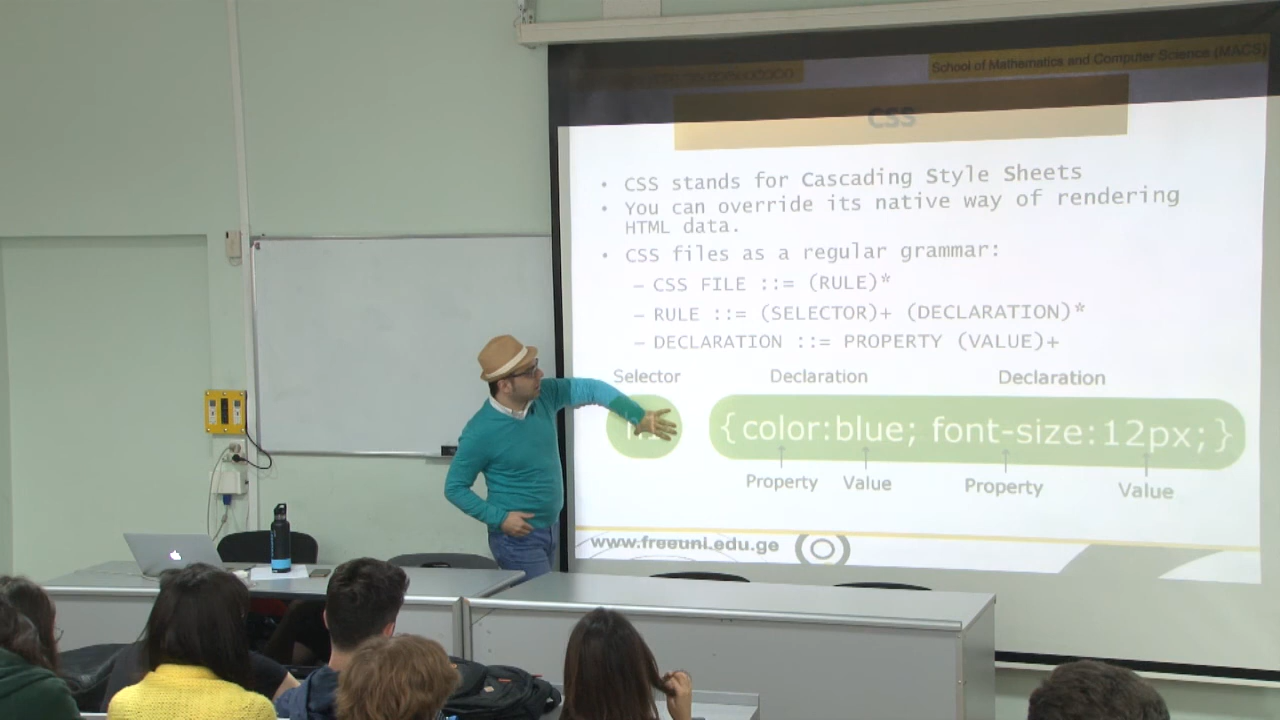 School of Mathematics and Computer Science (MACS)
CSS
• CSS stands for Cascading Style Sheets
• You can override its native way of rendering
HTML data.
• CSS files as a regular grammar:
– CSS FILE ::= (RULE)*
– RULE ::= (SELECTOR)+ (DECLARATION)*
– DECLARATION ::= PROPERTY (VALUE)+
Selector Declaration Declaration
{color:blue; font-size:12px;}
Property Value Property Value
www.freeuni.edu.ge